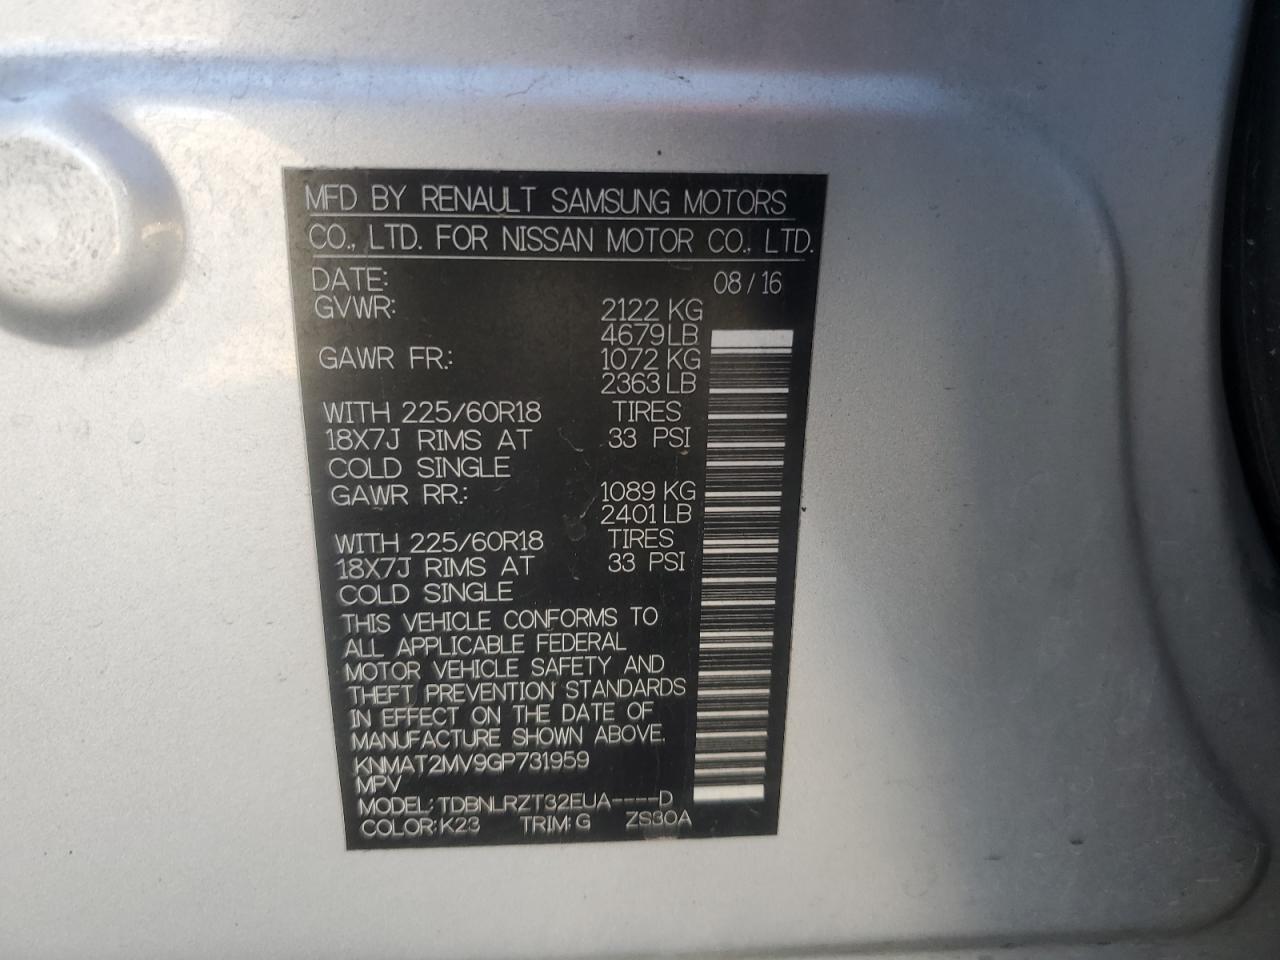 MFD BY RENAULT SAMSUNG MOTORS
CO., LTD. FOR NISSAN MOTOR CO., LTD.
DATE: 08/16
GVWR: 2122 KG
4679 LB
GAWR FR.: 1072 KG
2363 LB
WITH 225/60R18 TIRES
18X7J RIMS AT 33 PSI
COLD SINGLE
GAWR RR.: 1089 KG
2401 LB
WITH 225/60R18 TIRES
18X7J RIMS AT 33 PSI
COLD SINGLE
THIS VEHICLE CONFORMS TO
ALL APPLICABLE FEDERAL
MOTOR VEHICLE SAFETY AND
THEFT PREVENTION STANDARDS
IN EFFECT ON THE DATE OF
MANUFACTURE SHOWN ABOVE.
KNMAT2MV9GP731959
MPV
MODEL: TDBNLRZT32EUA----D
COLOR: K23 TRIM: G ZS30A